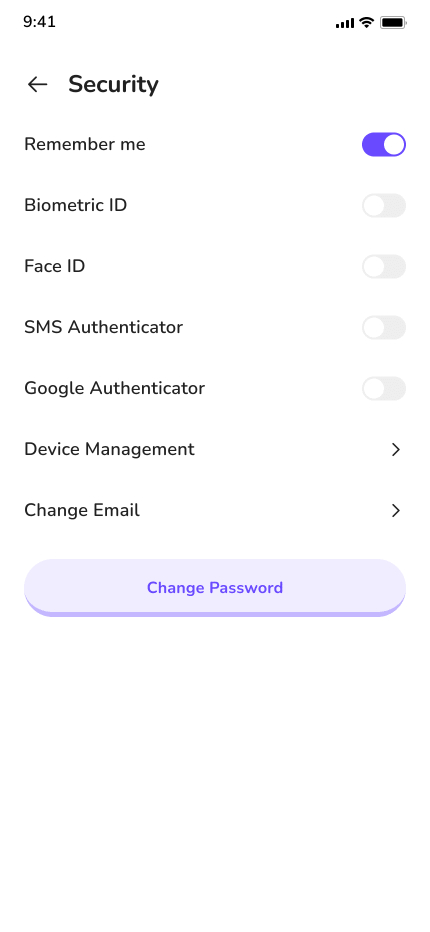 9:41
Security
Remember me
Biometric ID
Face ID
SMS Authenticator
Google Authenticator
Device Management
Change Email
Change Password